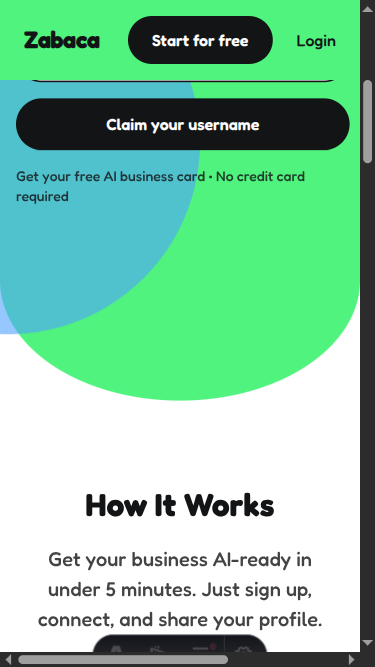 Zabaca
Start for free
Login
Claim your username
Get your free AI business card • No credit card
required
How It Works
Get your business AI-ready in
under 5 minutes. Just sign up,
connect, and share your profile.